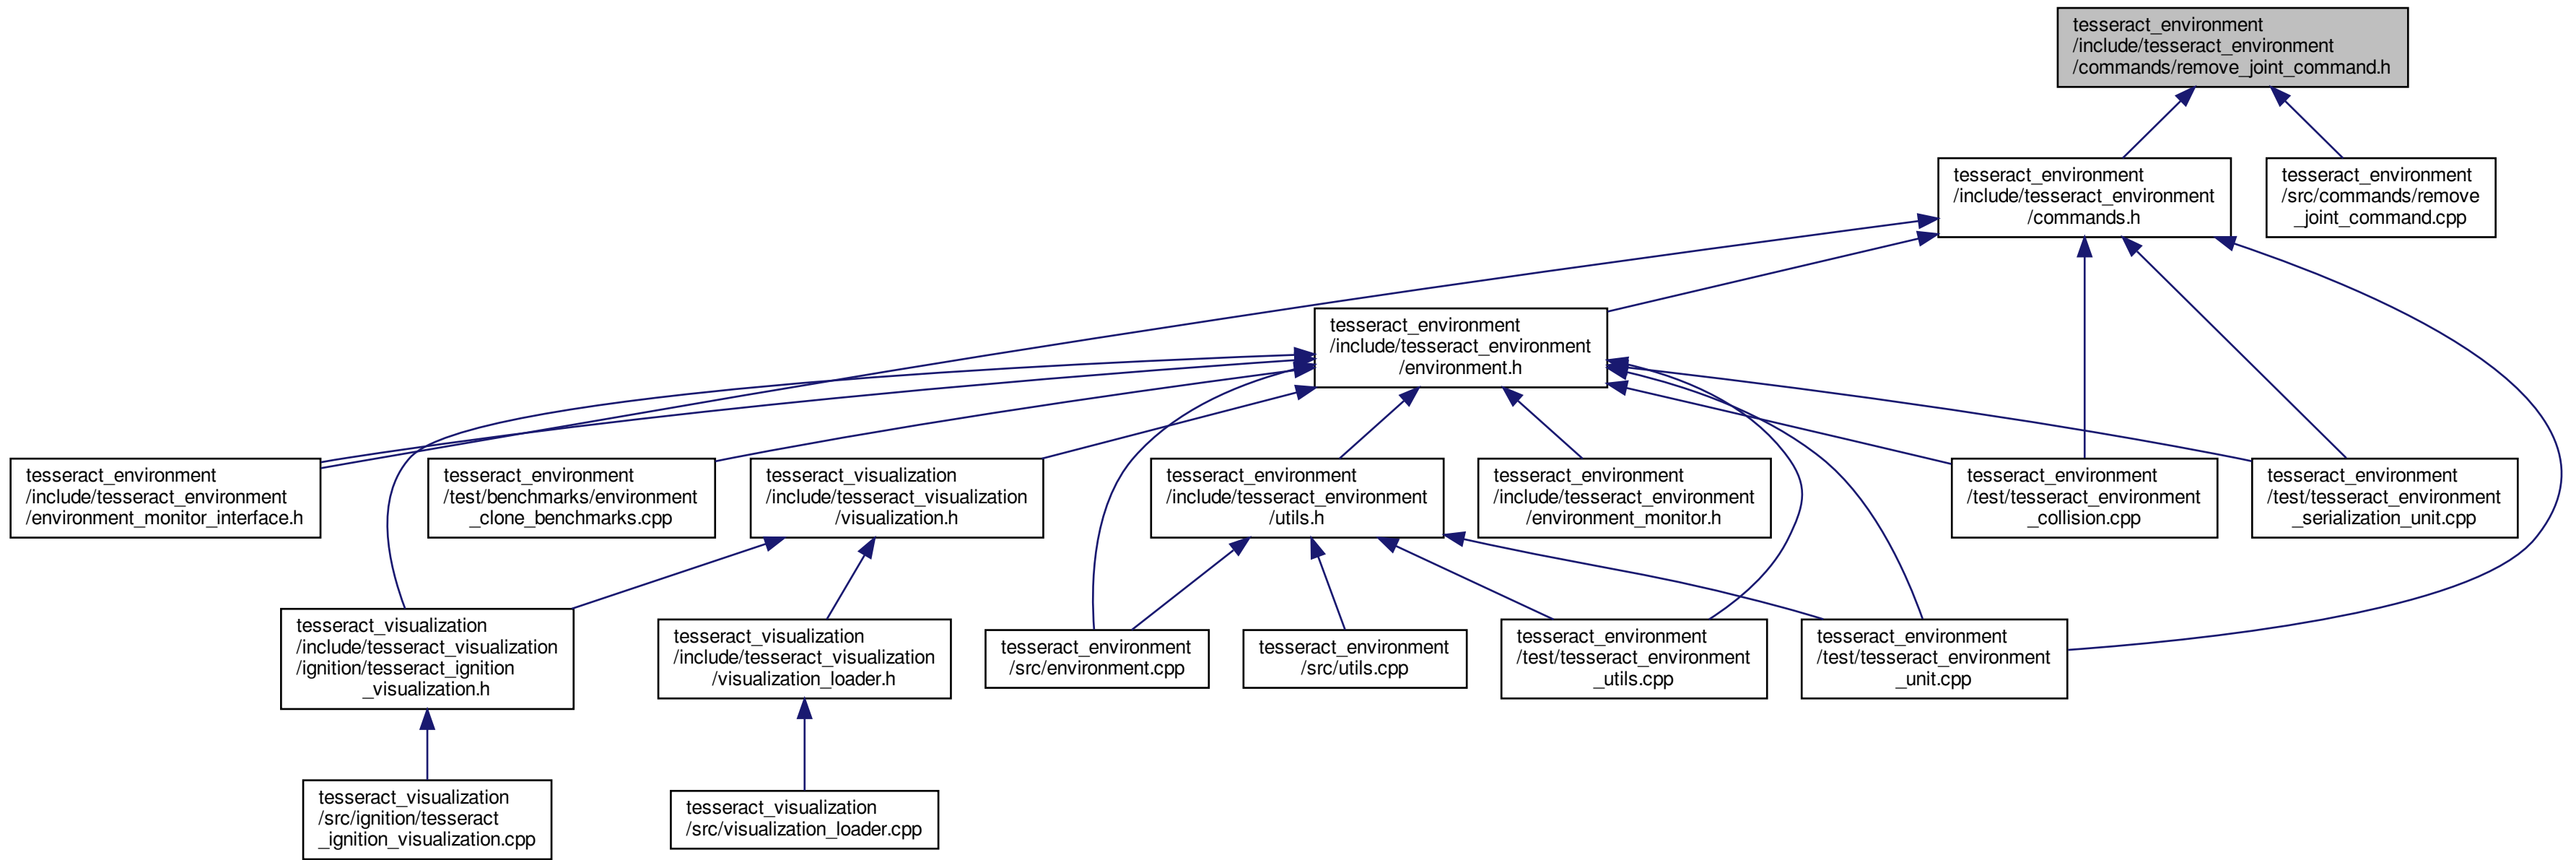 tesseract_environment
/include/tesseract_environment
/commands/remove_joint_command.h
tesseract_environment
/include/tesseract_environment
/commands.h
tesseract_environment
/src/commands/remove
_joint_command.cpp
tesseract_environment
/include/tesseract_environment
/environment.h
tesseract_environment
/include/tesseract_environment
/environment_monitor_interface.h
tesseract_environment
/test/benchmarks/environment
_clone_benchmarks.cpp
tesseract_visualization
/include/tesseract_visualization
/visualization.h
tesseract_environment
/include/tesseract_environment
/utils.h
tesseract_environment
/include/tesseract_environment
/environment_monitor.h
tesseract_environment
/test/tesseract_environment
_collision.cpp
tesseract_environment
/test/tesseract_environment
_serialization_unit.cpp
tesseract_visualization
/include/tesseract_visualization
/ignition/tesseract_ignition
_visualization.h
tesseract_visualization
/include/tesseract_visualization
/visualization_loader.h
tesseract_environment
/src/environment.cpp
tesseract_environment
/src/utils.cpp
tesseract_environment
/test/tesseract_environment
_utils.cpp
tesseract_environment
/test/tesseract_environment
_unit.cpp
tesseract_visualization
/src/ignition/tesseract
_ignition_visualization.cpp
tesseract_visualization
/src/visualization_loader.cpp